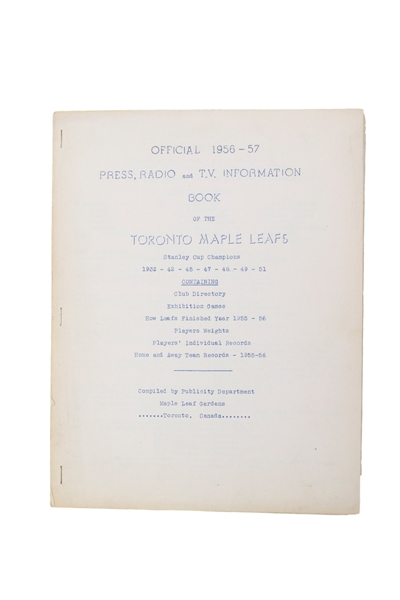 OFFICIAL 1956-57
PRESS, RADIO and T.V. INFORMATION
BOOK
OF THE
TORONTO MAPLE LEAFS
Stanley Cup Champions
1932 - 42 - 45 - 47 - 48 - 49 - 51
CONTAINING
Club Directory
Exhibition Games
How Leafs Finished Year 1955 - 56
Players Weights
Players' Individual Records
Home and Away Team Records - 1955-56
Compiled by Publicity Department
Maple Leaf Gardens
.......Toronto, Canada........